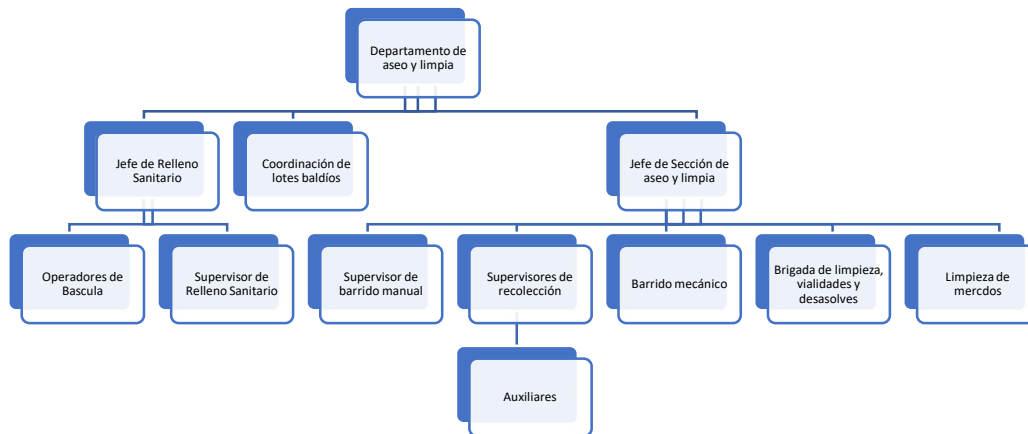 Departamento de
aseo y limpia
Jefe de Relleno
Sanitario
Coordinación de
lotes baldíos
Jefe de Sección de
aseo y limpia
Operadores de
Bascula
Supervisor de
Relleno Sanitario
Supervisor de
barrido manual
Supervisores de
recolección
Barrido mecánico
Brigada de limpieza,
vialidades y
desasolves
Limpieza de
mercdos
Auxiliares